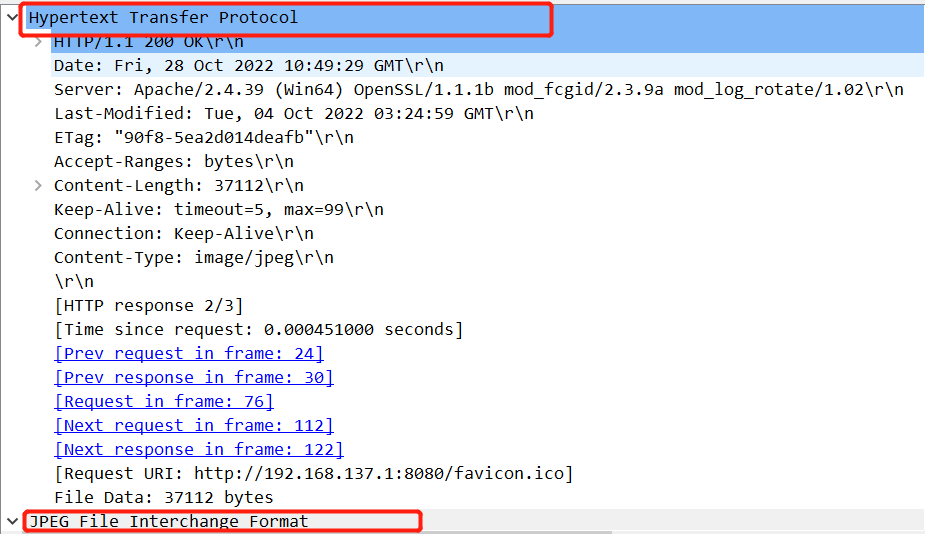 Hypertext Transfer Protocol
HTTP/1.1 200 OK\r\n
Date: Fri, 28 Oct 2022 10:49:29 GMT\r\n
Server: Apache/2.4.39 (Win64) OpenSSL/1.1.1b mod_fcgid/2.3.9a mod_log_rotate/1.02\r\n
Last-Modified: Tue, 04 Oct 2022 03:24:59 GMT\r\n
ETag: "90f8-5ea2d014deafb"\r\n
Accept-Ranges: bytes\r\n
Content-Length: 37112\r\n
Keep-Alive: timeout=5, max=99\r\n
Connection: Keep-Alive\r\n
Content-Type: image/jpeg\r\n
\r\n
[HTTP response 2/3]
[Time since request: 0.000451000 seconds]
[Prev request in frame: 24]
[Prev response in frame: 30]
[Request in frame: 76]
[Next request in frame: 112]
[Next response in frame: 122]
[Request URI: http://192.168.137.1:8080/favicon.ico]
File Data: 37112 bytes
JPEG File Interchange Format